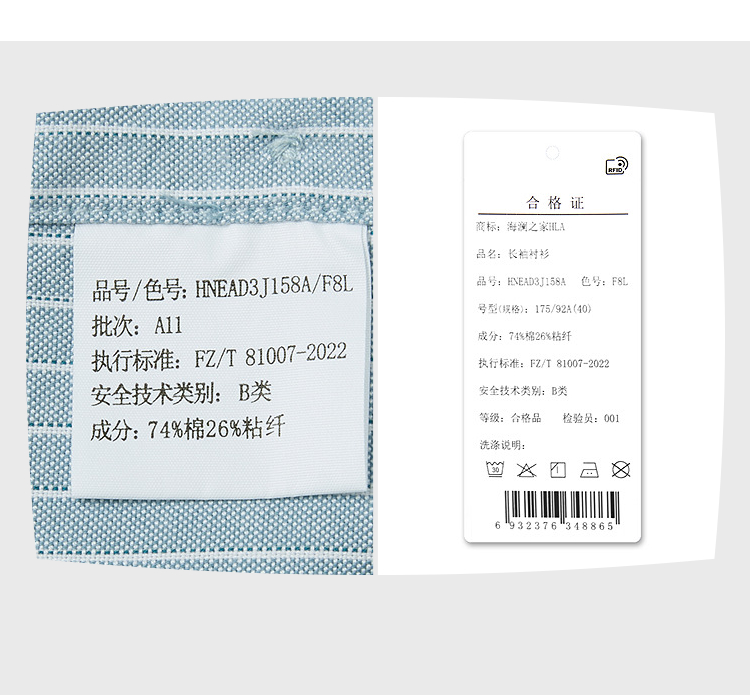 品号/色号: HNEAD3J158A/F8L
批次: A11
执行标准: FZ/T 81007-2022
安全技术类别: B类
成分: 74%棉26%粘纤
RFID
合格证
商标: 海澜之家HLA
品名: 长袖衬衫
品号: HNEAD3J158A 色号: F8L
号型(规格): 175/92A(40)
成分: 74%棉26%粘纤
执行标准: FZ/T 81007-2022
安全技术类别: B类
等级: 合格品 检验员: 001
洗涤说明:
30
6 932376 348865